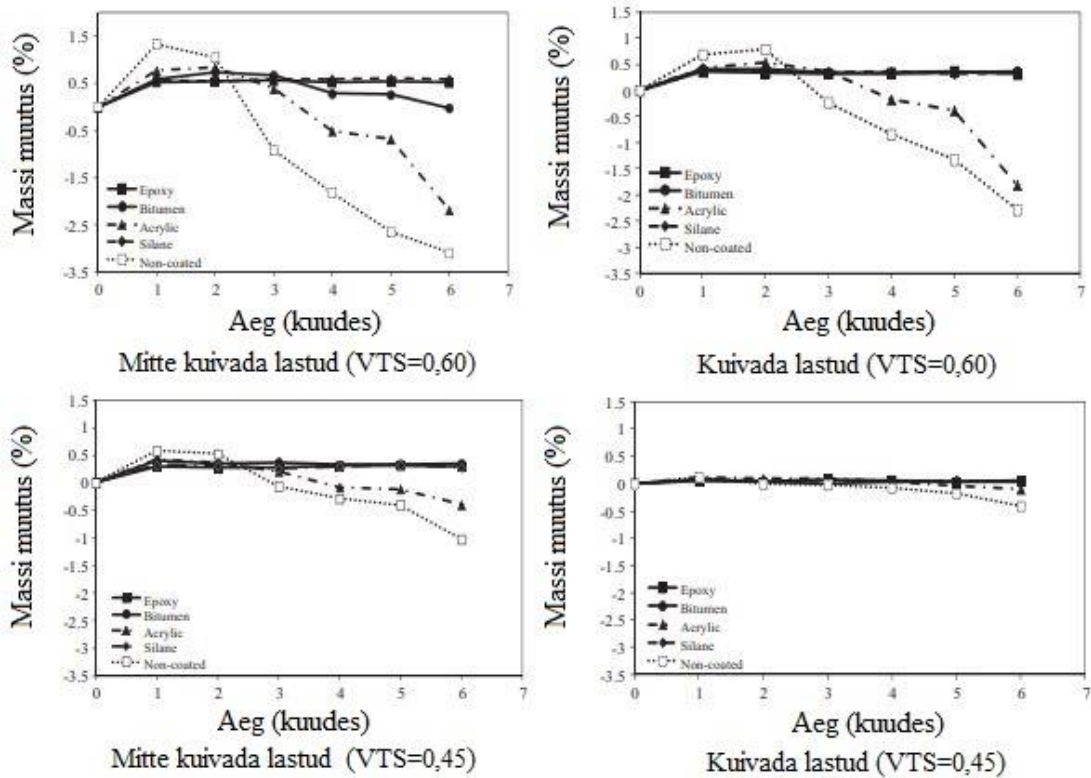 Massi muutus (%)
1.5
0.5
-0.5
-1.5
-2.5
-3.5
Epoxy
Bitumen
Acrylic
Silane
Non-coated
0 1 2 3 4 5 6 7
Aeg (kuudes)
Mitte kuivada lastud (VTS=0,60)
Massi muutus (%)
1.5
1
0.5
0
-0.5
-1
-1.5
-2
-2.5
-3
-3.5
Epoxy
Bitumen
Acrylic
Silane
Non-coated
0 1 2 3 4 5 6 7
Aeg (kuudes)
Kuivada lastud (VTS=0,60)
Massi muutus (%)
1.5
1
0.5
0
-0.5
-1
-1.5
-2
-2.5
-3
-3.5
Epoxy
Bitumen
Acrylic
Silane
Non-coated
0 1 2 3 4 5 6 7
Aeg (kuudes)
Mitte kuivada lastud (VTS=0,45)
Massi muutus (%)
1.5
1
0.5
0
-0.5
-1
-1.5
-2
-2.5
-3
-3.5
Epoxy
Bitumen
Acrylic
Silane
Non-coated
0 1 2 3 4 5 6 7
Aeg (kuudes)
Kuivada lastud (VTS=0,45)